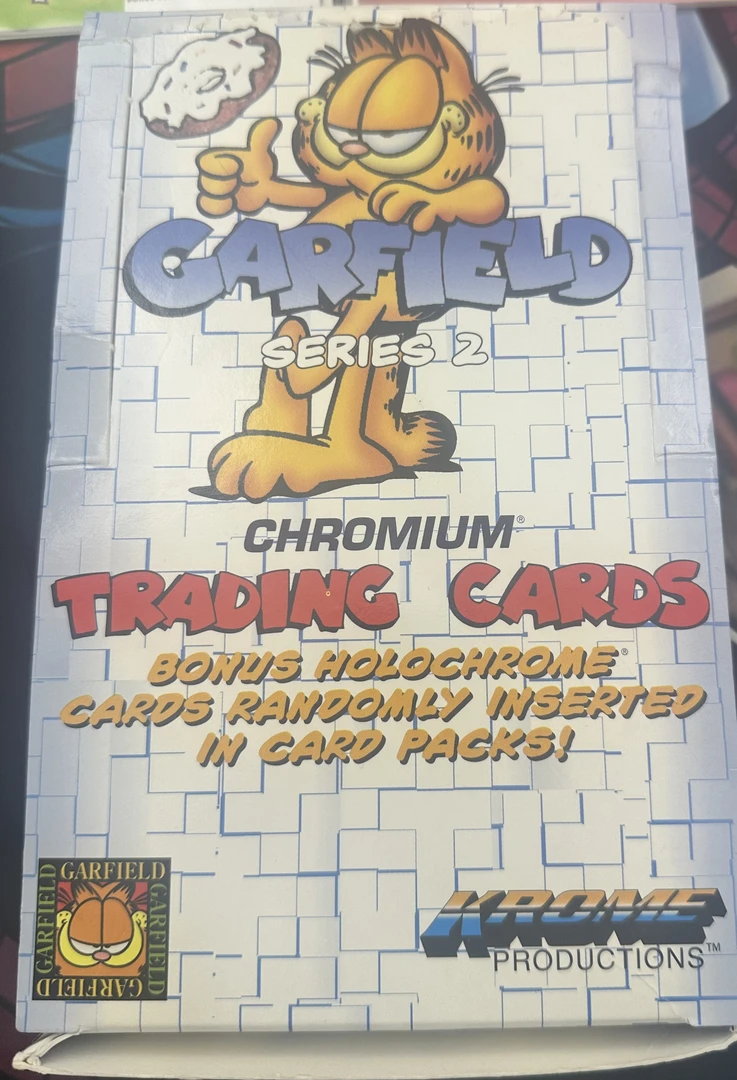 GARFIELD
SERIES 2
CHROMIUM®
TRADING CARDS
BONUS HOLOCHROME®
CARDS RANDOMLY INSERTED
IN CARD PACKS!
GARFIELD
GARFIELD
GARFIELD
GARFIELD
KROME
PRODUCTIONS™